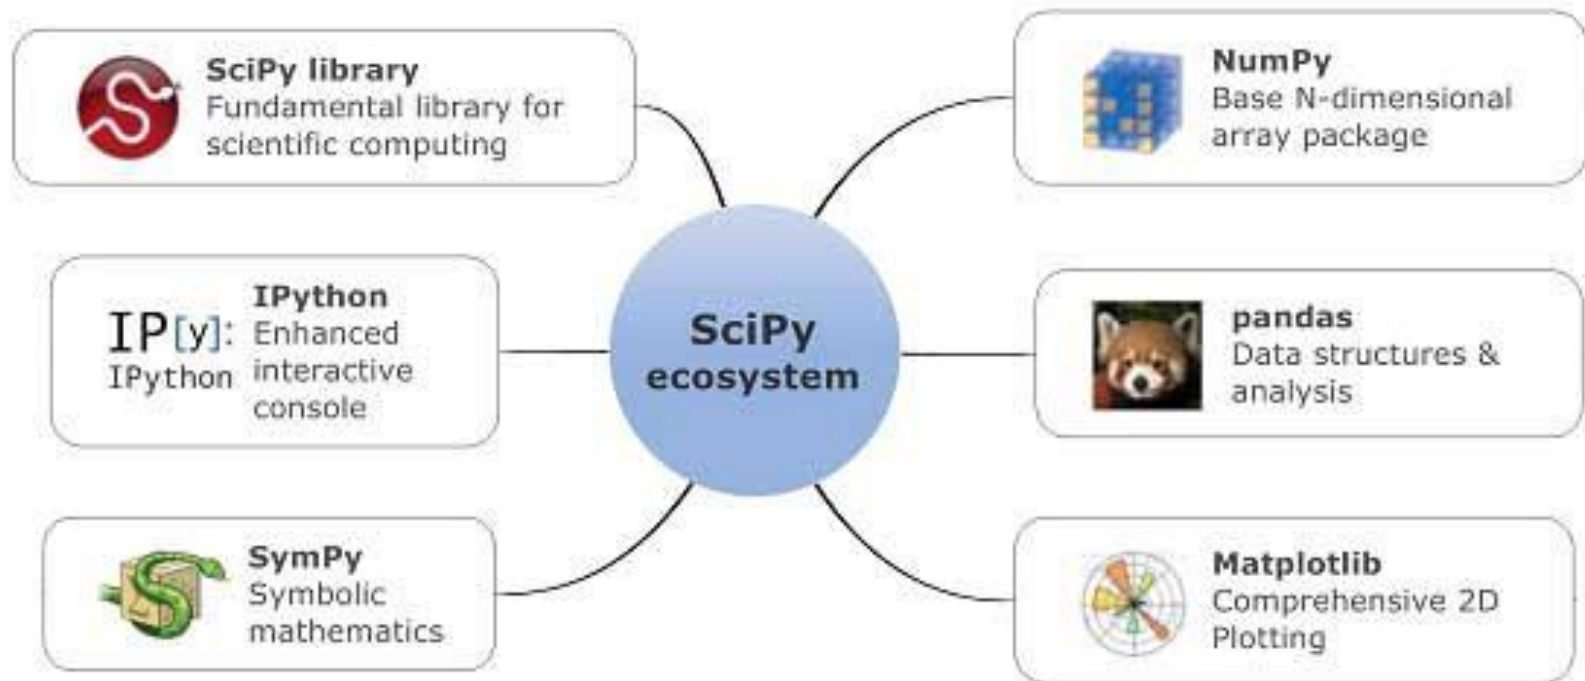 SciPy library
Fundamental library for
scientific computing
NumPy
Base N-dimensional
array package
IP[y]:
IPython
IPython
Enhanced
interactive
console
SciPy
ecosystem
pandas
Data structures &
analysis
SymPy
Symbolic
mathematics
Matplotlib
Comprehensive 2D
Plotting